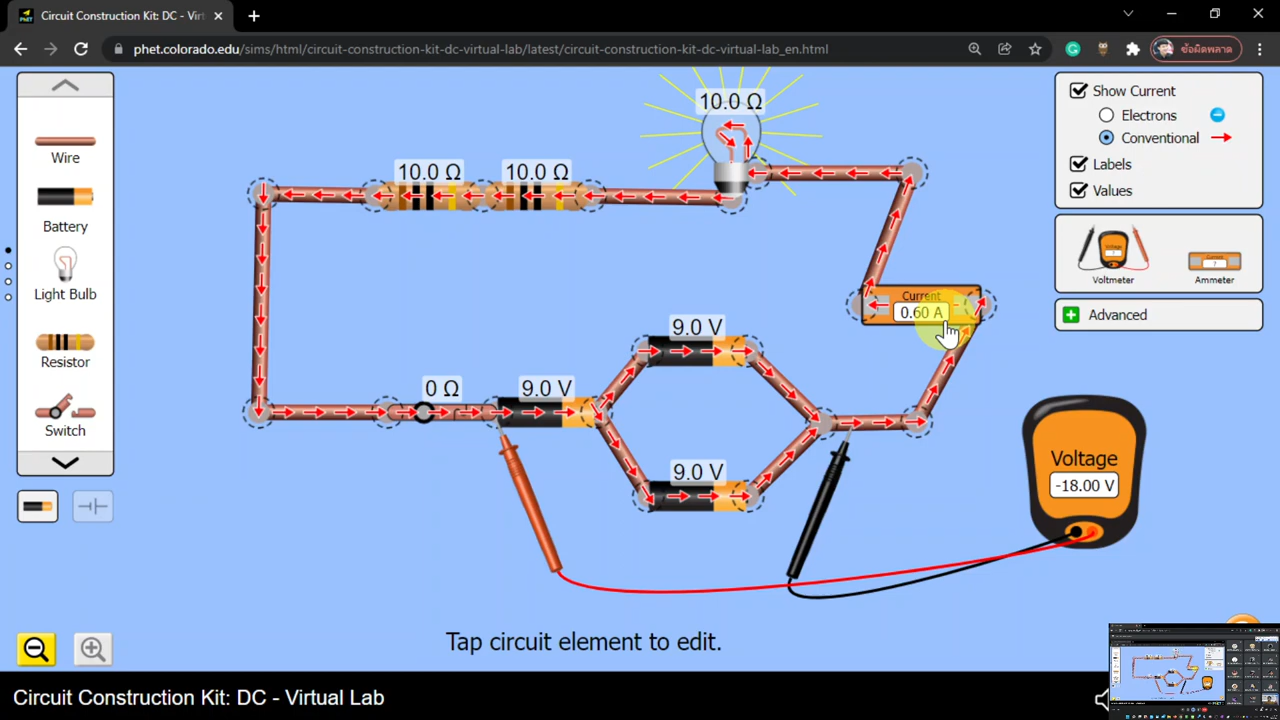 Circuit Construction Kit: DC - Virt
phet.colorado.edu/sims/html/circuit-construction-kit-dc-virtual-lab/latest/circuit-construction-kit-dc-virtual-lab_en.html
ข้อผิดพลาด
Wire
Battery
Light Bulb
Resistor
Switch
10.0 Ω
10.0 Ω
10.0 Ω
Current
0.60 A
9.0 V
0 Ω
9.0 V
9.0 V
Show Current
Electrons
Conventional
Labels
Values
Voltmeter
Current
?
Ammeter
Advanced
Voltage
-18.00 V
Tap circuit element to edit.
Circuit Construction Kit: DC - Virtual Lab